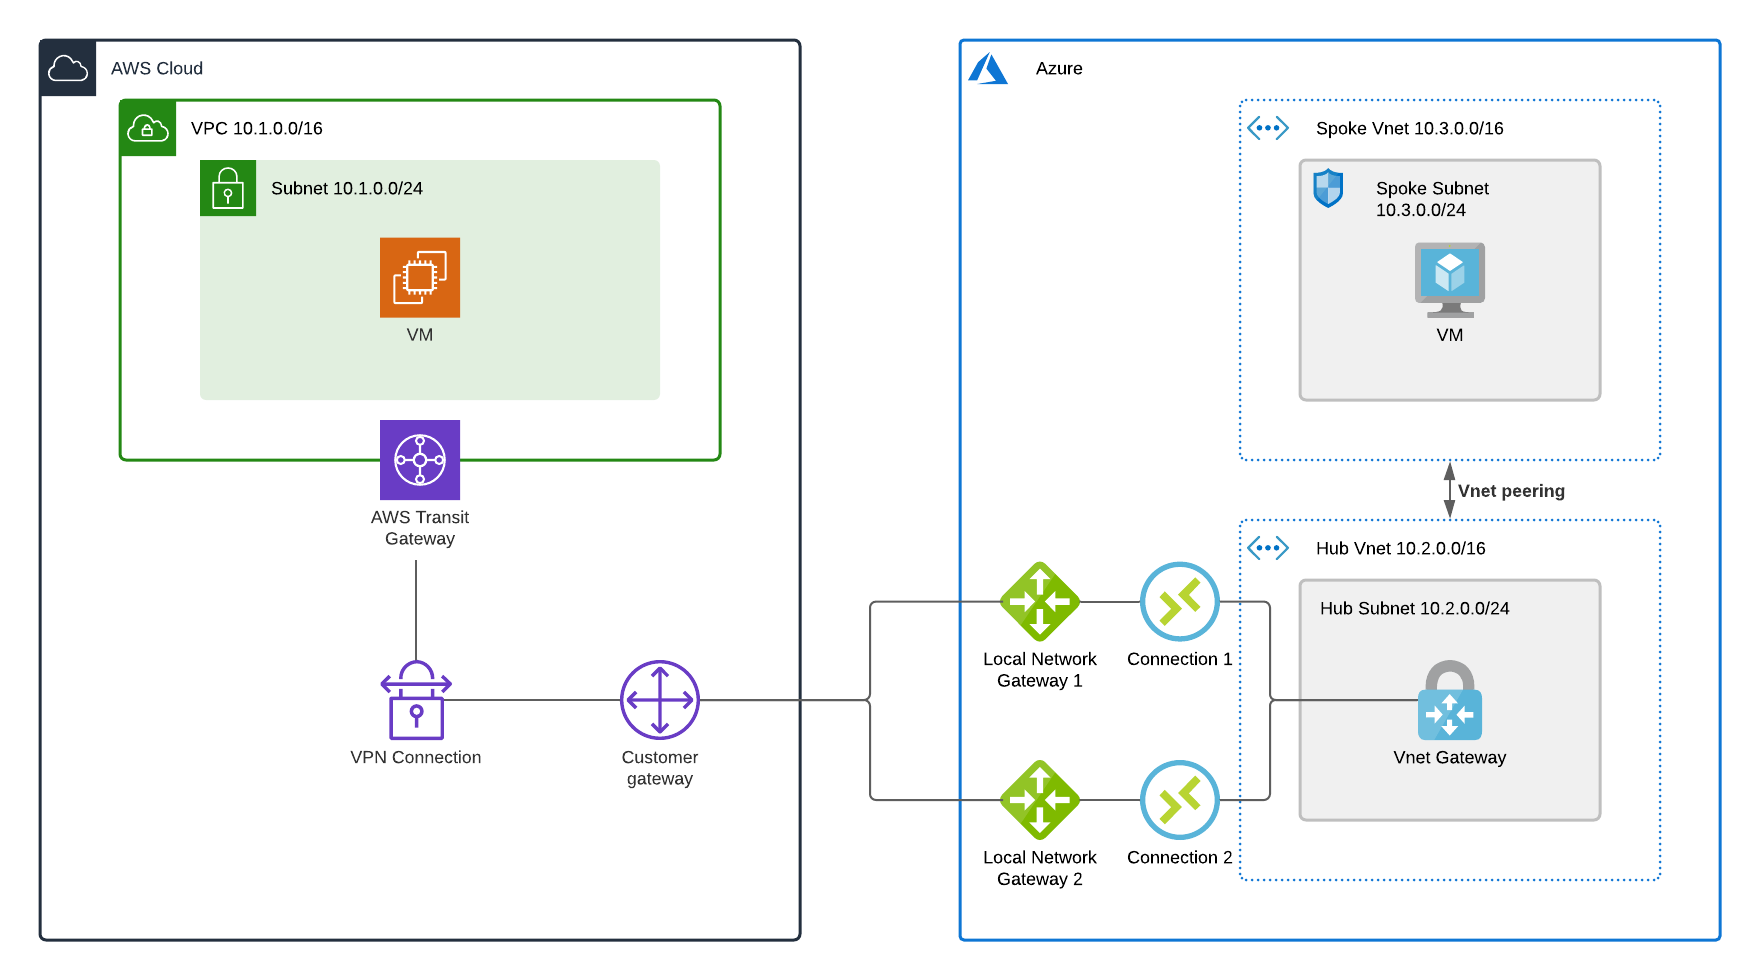 AWS Cloud
VPC 10.1.0.0/16
Subnet 10.1.0.0/24
VM
AWS Transit
Gateway
VPN Connection
Customer
gateway
Azure
Spoke Vnet 10.3.0.0/16
Spoke Subnet
10.3.0.0/24
VM
Vnet peering
Hub Vnet 10.2.0.0/16
Hub Subnet 10.2.0.0/24
Local Network
Gateway 1
Connection 1
Vnet Gateway
Local Network
Gateway 2
Connection 2